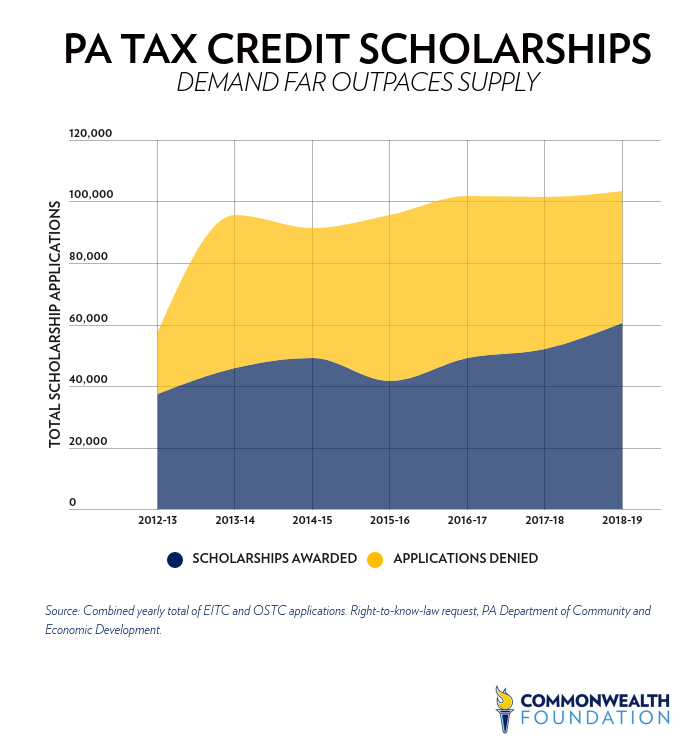 PA TAX CREDIT SCHOLARSHIPS
DEMAND FAR OUTPACES SUPPLY
TOTAL SCHOLARSHIP APPLICATIONS
120,000
100,000
80,000
60,000
40,000
20,000
0
2012-13 2013-14 2014-15 2015-16 2016-17 2017-18 2018-19
SCHOLARSHIPS AWARDED APPLICATIONS DENIED
Source: Combined yearly total of EITC and OSTC applications. Right-to-know-law request, PA Department of Community and
Economic Development.
COMMONWEALTH
FOUNDATION